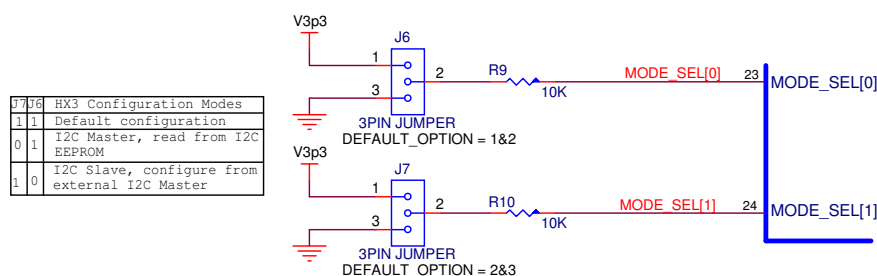 J7 J6 HX3 Configuration Modes
1 1 Default configuration
0 1 I2C Master, read from I2C
EEPROM
1 0 I2C Slave, configure from
external I2C Master
V3p3
J6
1
2
3
R9
10K
MODE_SEL[0]
23
MODE_SEL[0]
3PIN JUMPER
DEFAULT_OPTION = 1&2
V3p3
J7
1
2
3
R10
10K
MODE_SEL[1]
24
MODE_SEL[1]
3PIN JUMPER
DEFAULT_OPTION = 2&3